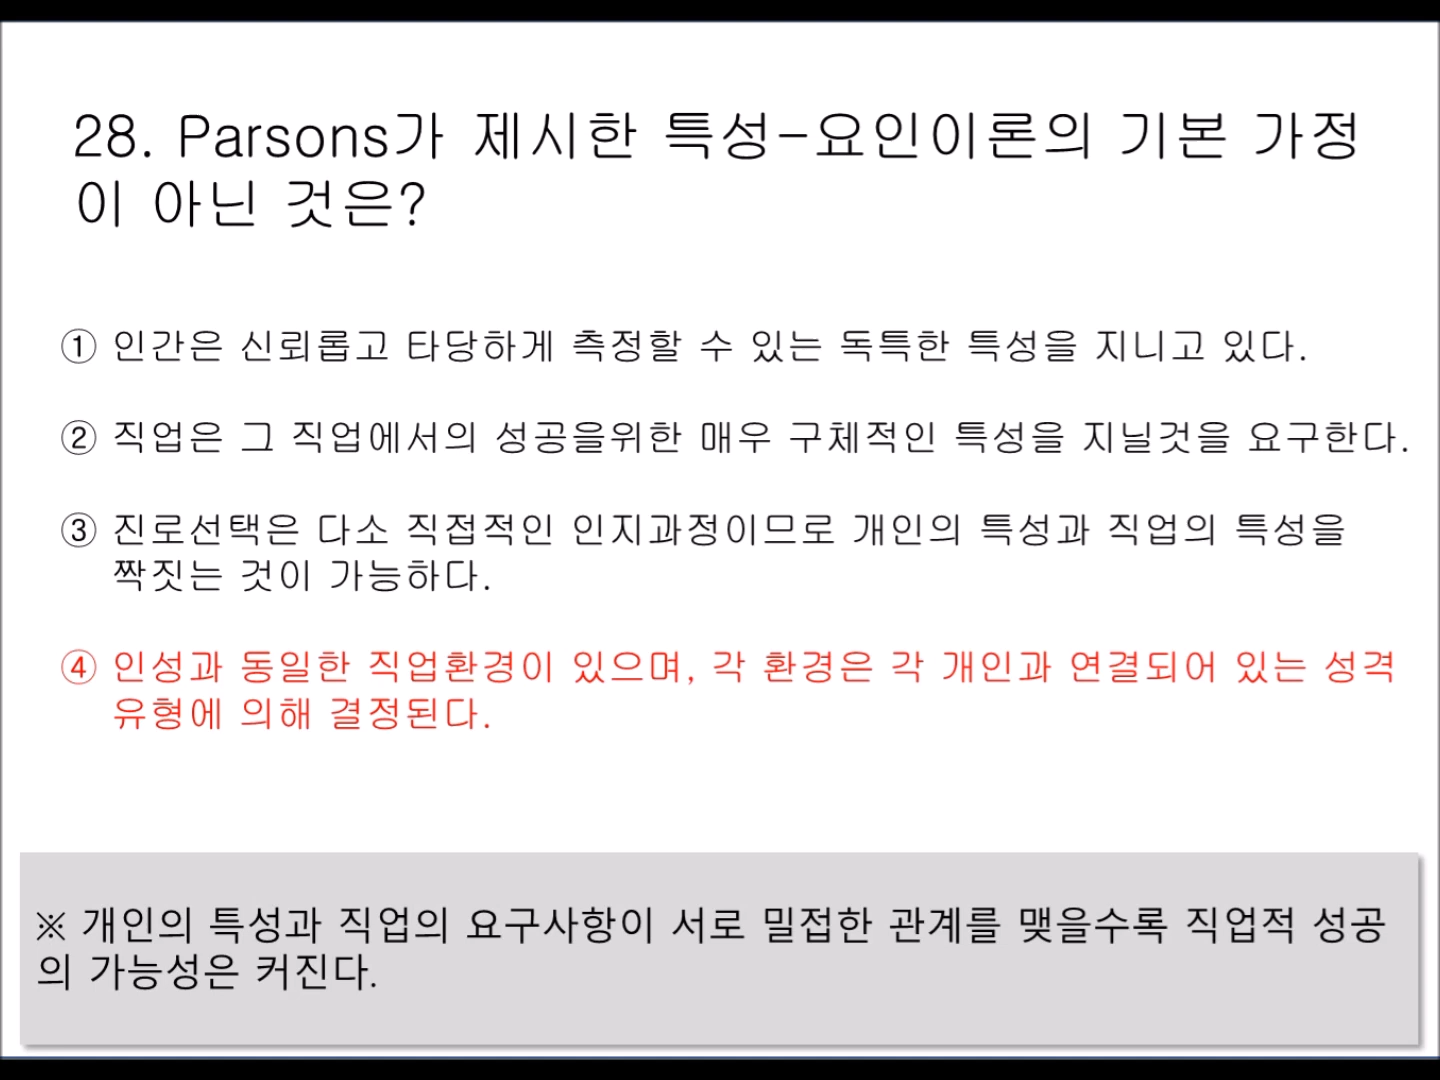 28. Parsons가 제시한 특성-요인이론의 기본 가정
이 아닌 것은?
① 인간은 신뢰롭고 타당하게 측정할 수 있는 독특한 특성을 지니고 있다.
② 직업은 그 직업에서의 성공을위한 매우 구체적인 특성을 지닐것을 요구한다.
③ 진로선택은 다소 직접적인 인지과정이므로 개인의 특성과 직업의 특성을
짝짓는 것이 가능하다.
④ 인성과 동일한 직업환경이 있으며, 각 환경은 각 개인과 연결되어 있는 성격
유형에 의해 결정된다.
※ 개인의 특성과 직업의 요구사항이 서로 밀접한 관계를 맺을수록 직업적 성공
의 가능성은 커진다.